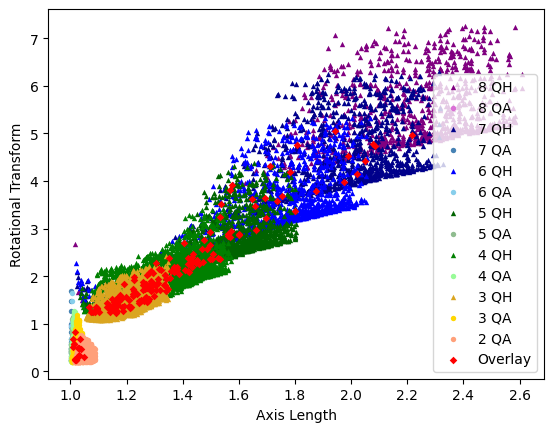 7
6
5
4
3
2
1
0
Rotational Transform
1.0 1.2 1.4 1.6 1.8 2.0 2.2 2.4 2.6
Axis Length
8 QH
8 QA
7 QH
7 QA
6 QH
6 QA
5 QH
5 QA
4 QH
4 QA
3 QH
3 QA
2 QA
Overlay